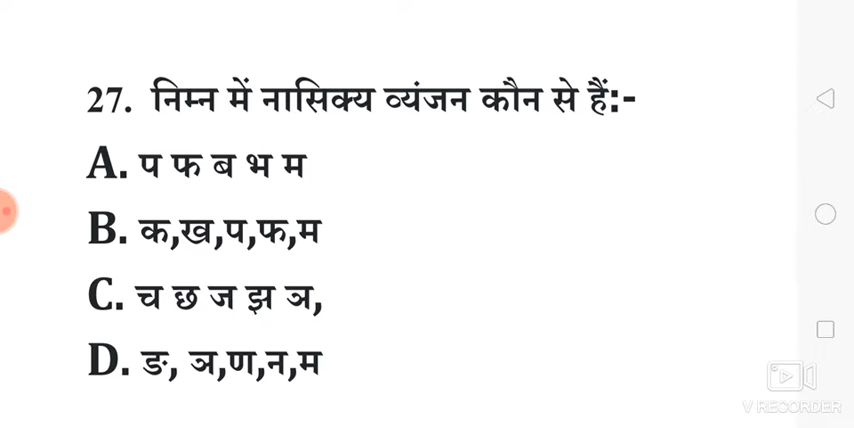 27. निम्न में नासिक्य व्यंजन कौन से हैं:-
A. प फ ब भ म
B. क,ख,प,फ,म
C. च छ ज झ ञ,
D. ङ, ञ,ण,न,म
V RECORDER